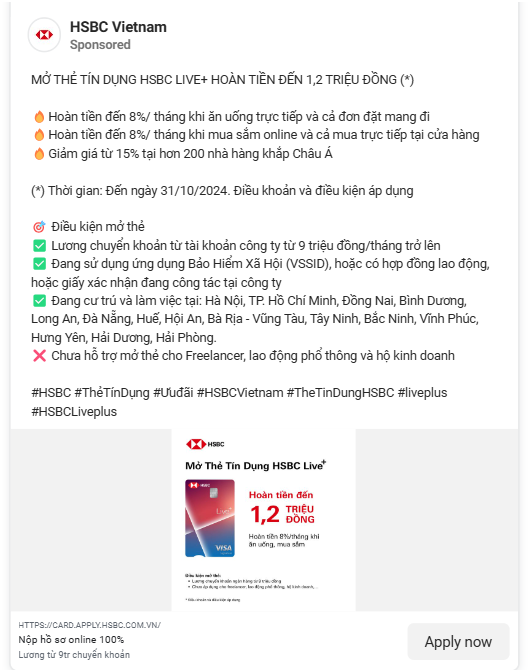 HSBC Vietnam
Sponsored
MỞ THẺ TÍN DỤNG HSBC LIVE+ HOÀN TIỀN ĐẾN 1,2 TRIỆU ĐỒNG (*)
🔥Hoàn tiền đến 8%/ tháng khi ăn uống trực tiếp và cả đơn đặt mang đi
🔥Hoàn tiền đến 8%/ tháng khi mua sắm online và cả mua trực tiếp tại cửa hàng
🔥Giảm giá từ 15% tại hơn 200 nhà hàng khắp Châu Á
(*) Thời gian: Đến ngày 31/10/2024. Điều khoản và điều kiện áp dụng
🎯 Điều kiện mở thẻ
✅ Lương chuyển khoản từ tài khoản công ty từ 9 triệu đồng/tháng trở lên
✅ Đang sử dụng ứng dụng Bảo Hiểm Xã Hội (VSSID), hoặc có hợp đồng lao động,
hoặc giấy xác nhận đang công tác tại công ty
✅ Đang cư trú và làm việc tại: Hà Nội, TP. Hồ Chí Minh, Đồng Nai, Bình Dương,
Long An, Đà Nẵng, Huế, Hội An, Bà Rịa - Vũng Tàu, Tây Ninh, Bắc Ninh, Vĩnh Phúc,
Hưng Yên, Hải Dương, Hải Phòng.
❌ Chưa hỗ trợ mở thẻ cho Freelancer, lao động phổ thông và hộ kinh doanh
#HSBC #ThẻTínDụng #Ưuđãi #HSBCVietnam #TheTinDungHSBC #liveplus
#HSBCLiveplus
HSBC
Mở Thẻ Tín Dụng HSBC Live+
HSBC
Live+
VISA
Hoàn tiền đến
1,2 TRIỆU
ĐỒNG
Hoàn tiền 8%/tháng khi
ăn uống, mua sắm
Điều kiện mở thẻ:
• Lương chuyển khoản ngân hàng từ 9 triệu đồng
• Chưa áp dụng cho freelancer, lao động phổ thông, hộ kinh doanh,...
* Điều khoản và điều kiện áp dụng
HTTPS://CARD.APPLY.HSBC.COM.VN/
Nộp hồ sơ online 100%
Lương từ 9tr chuyển khoản
Apply now